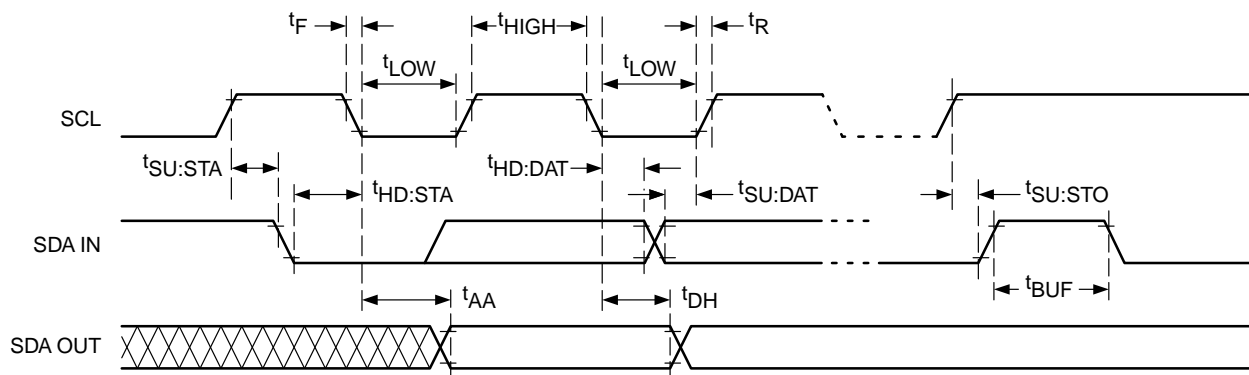 tF
tHIGH
tR
tLOW
tLOW
SCL
tSU:STA
tHD:STA
tHD:DAT
tSU:DAT
tSU:STO
SDA IN
tBUF
tAA
tDH
SDA OUT